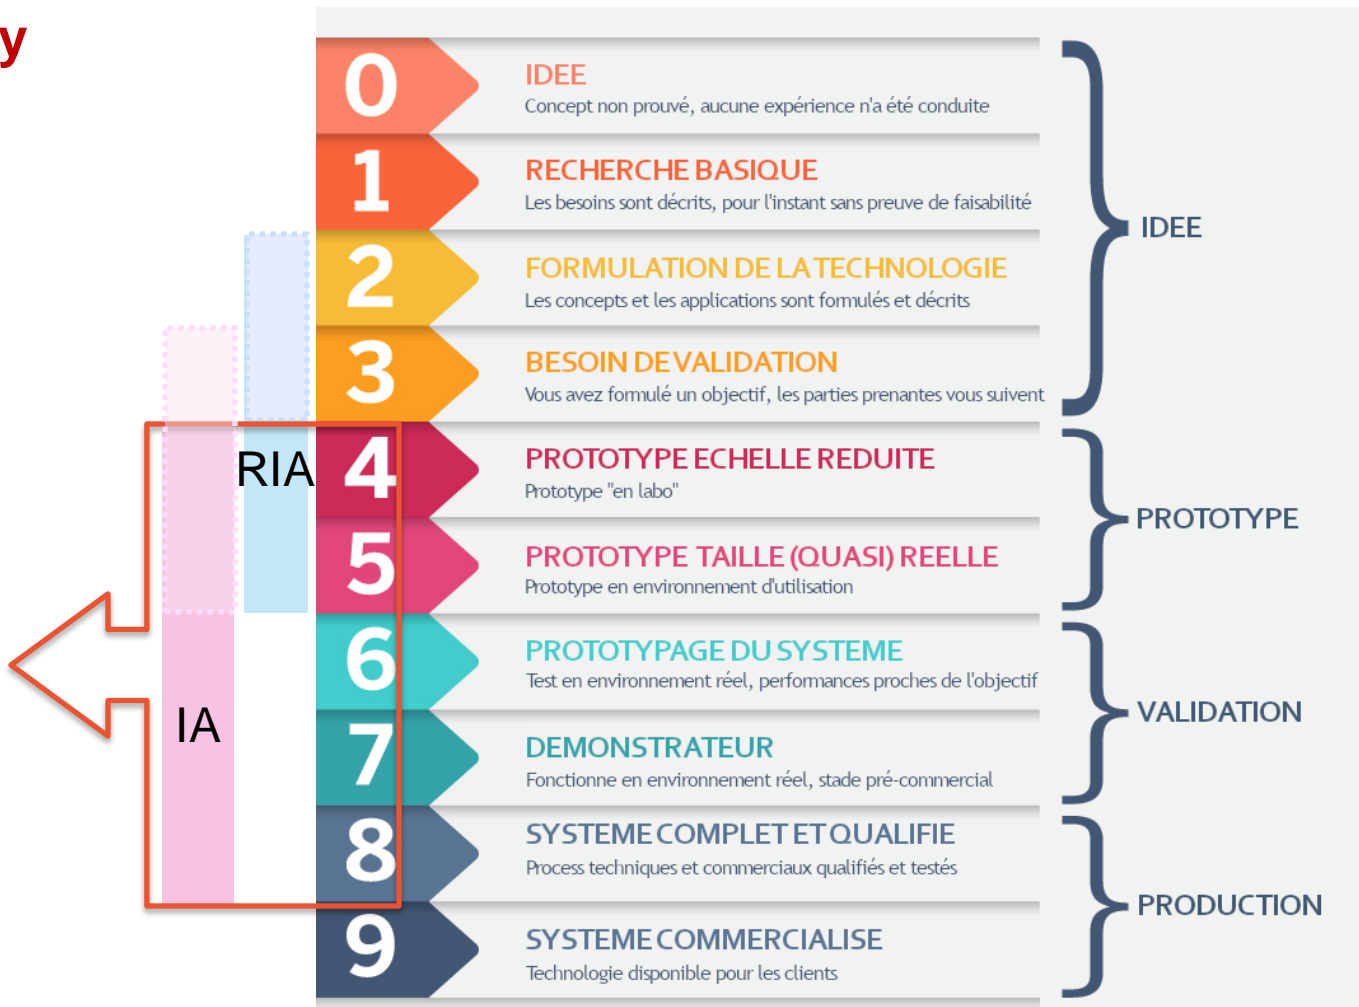 y
0
IDEE
Concept non prouvé, aucune expérience n'a été conduite
1
RECHERCHE BASIQUE
Les besoins sont décrits, pour l'instant sans preuve de faisabilité
IDEE
2
FORMULATION DE LA TECHNOLOGIE
Les concepts et les applications sont formulés et décrits
3
BESOIN DE VALIDATION
Vous avez formulé un objectif, les parties prenantes vous suivent
RIA
4
PROTOTYPE ECHELLE REDUITE
Prototype "en labo"
PROTOTYPE
5
PROTOTYPE TAILLE (QUASI) REELLE
Prototype en environnement d'utilisation
6
PROTOTYPAGE DU SYSTEME
Test en environnement réel, performances proches de l'objectif
IA
VALIDATION
7
DEMONSTRATEUR
Fonctionne en environnement réel, stade pré-commercial
8
SYSTEME COMPLET ET QUALIFIE
Process techniques et commerciaux qualifiés et testés
PRODUCTION
9
SYSTEME COMMERCIALISE
Technologie disponible pour les clients